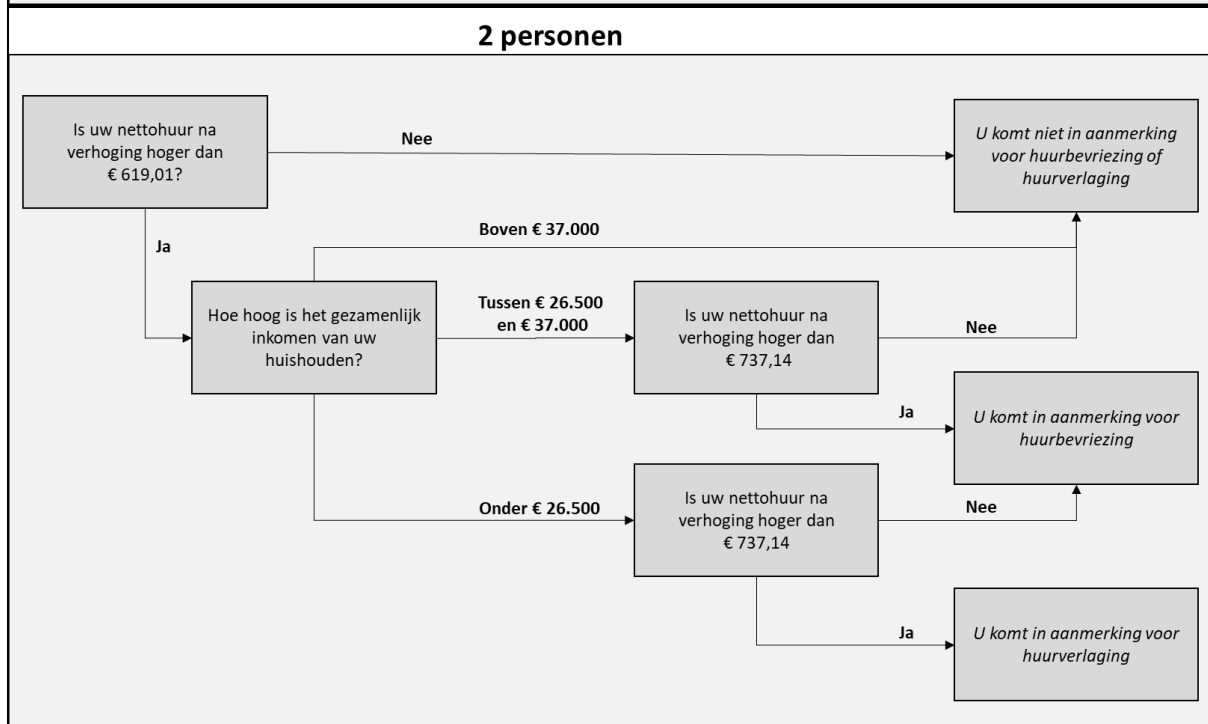 2 personen
Is uw nettohuur na
verhoging hoger dan
€ 619,01?
Nee
U komt niet in aanmerking
voor huurbevriezing of
huurverlaging
Ja
Boven € 37.000
Hoe hoog is het gezamenlijk
inkomen van uw
huishouden?
Tussen € 26.500
en € 37.000
Is uw nettohuur na
verhoging hoger dan
€ 737,14
Nee
Ja
U komt in aanmerking voor
huurbevriezing
Onder € 26.500
Is uw nettohuur na
verhoging hoger dan
€ 737,14
Nee
Ja
U komt in aanmerking voor
huurverlaging